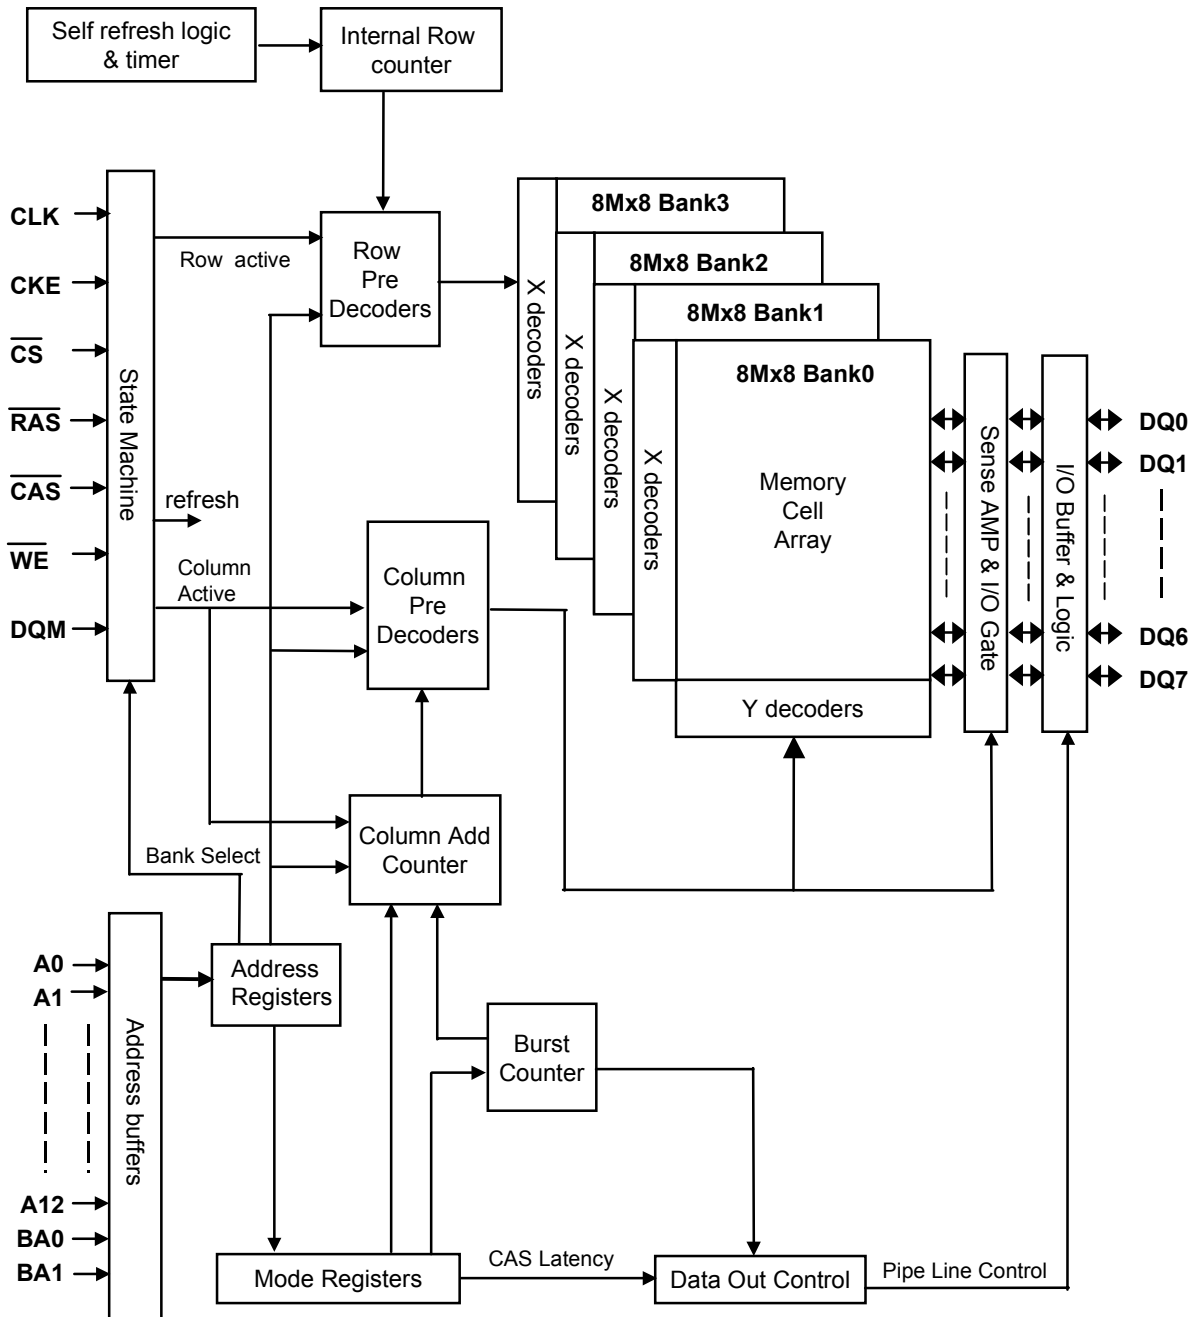 Self refresh logic
& timer
Internal Row
counter
CLK
CKE
CS
RAS
CAS
WE
DQM
State Machine
Row active
refresh
Column
Active
Row
Pre
Decoders
Column
Pre
Decoders
8Mx8 Bank3
8Mx8 Bank2
8Mx8 Bank1
8Mx8 Bank0
X decoders
X decoders
X decoders
X decoders
Memory
Cell
Array
Y decoders
Sense AMP & I/O Gate
I/O Buffer & Logic
DQ0
DQ1
DQ6
DQ7
Bank Select
Column Add
Counter
A0
A1
A12
BA0
BA1
Address buffers
Address
Registers
Burst
Counter
Mode Registers
CAS Latency
Data Out Control
Pipe Line Control